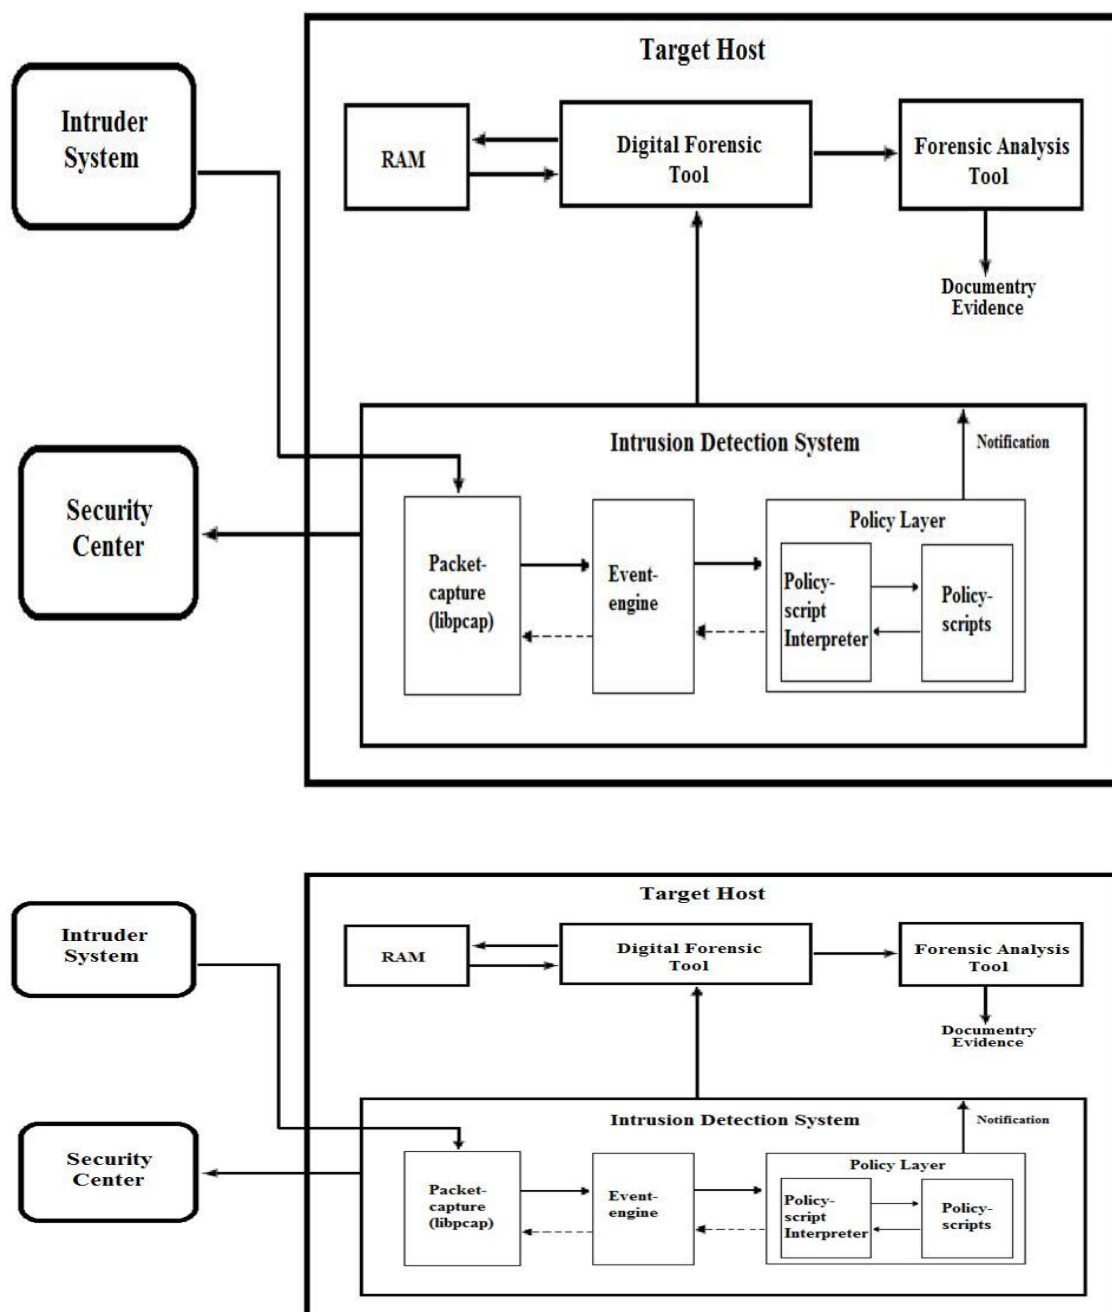 Target Host
Intruder
System
RAM
Digital Forensic
Tool
Forensic Analysis
Tool
Documentry
Evidence
Intrusion Detection System
Notification
Security
Center
Packet-
capture
(libpcap)
Event-
engine
Policy Layer
Policy-
script
Interpreter
Policy-
scripts
Target Host
Intruder
System
RAM
Digital Forensic
Tool
Forensic Analysis
Tool
Documentry
Evidence
Intrusion Detection System
Notification
Security
Center
Packet-
capture
(libpcap)
Event-
engine
Policy Layer
Policy-
script
Interpreter
Policy-
scripts